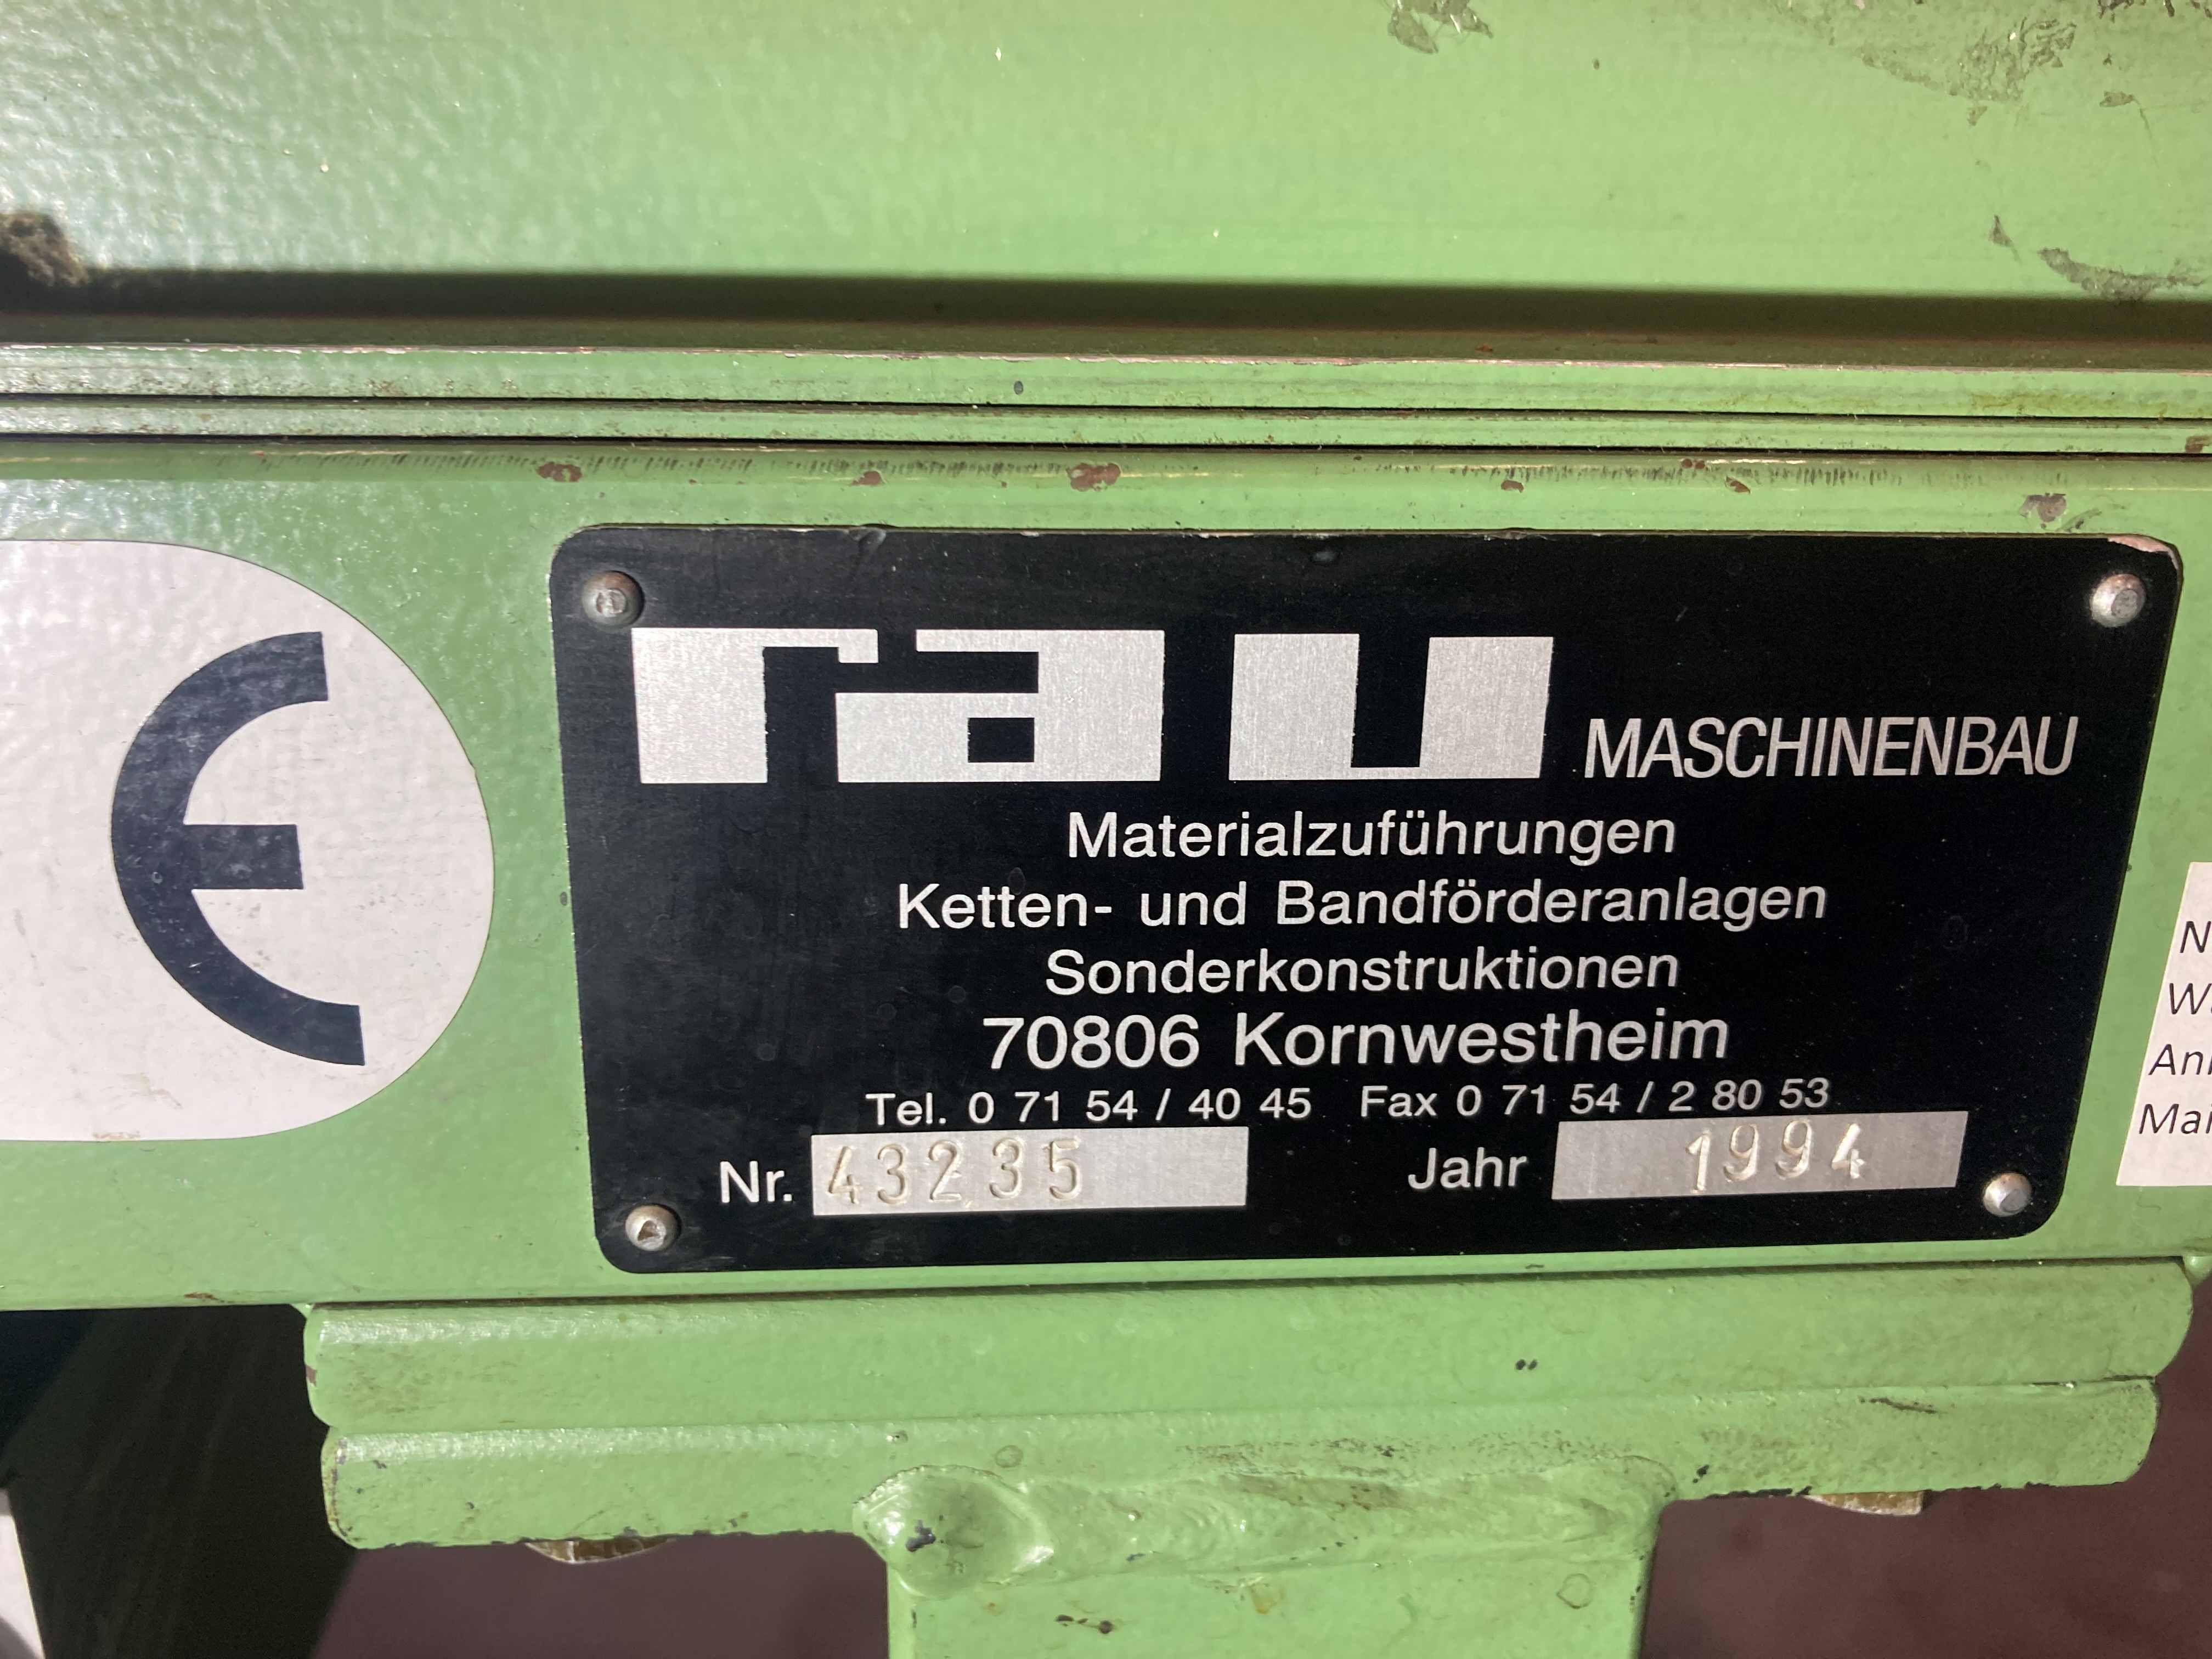 rau MASCHINENBAU
Materialzuführungen
Ketten- und Bandförderanlagen
Sonderkonstruktionen
70806 Kornwestheim
Tel. 0 71 54 / 40 45 Fax 0 71 54 / 2 80 53
Nr. 43235 Jahr 1994
E